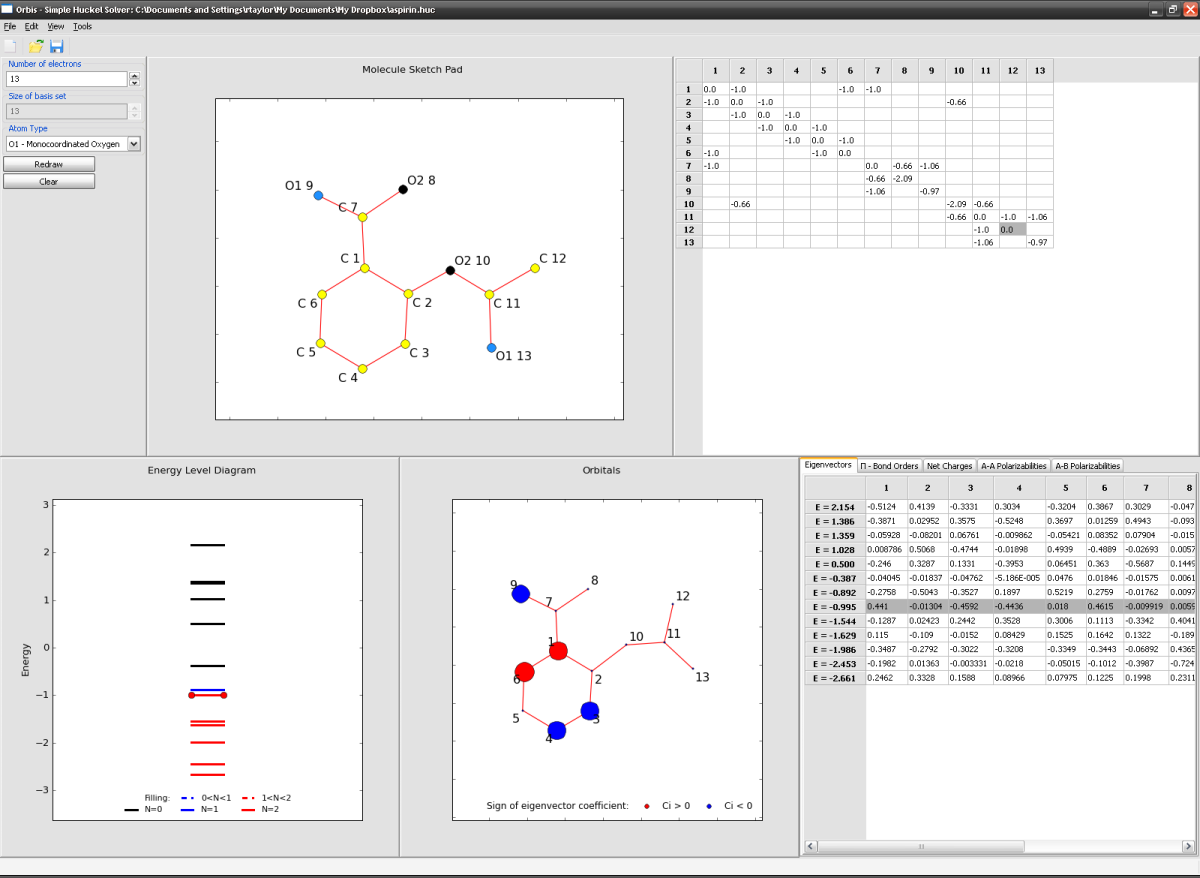 Orbis - Simple Huckel Solver: C:\Documents and Settings\rtaylor\My Documents\My Dropbox\aspirin.huc
File Edit View Tools
Number of electrons
13
Size of basis set
13
Atom Type
O1 - Monocoordinated Oxygen
Redraw
Clear
Molecule Sketch Pad
O1 9
O2 8
C 7
C 1
O2 10
C 12
C 6
C 2
C 11
C 5
C 3
O1 13
C 4
1 2 3 4 5 6 7 8 9 10 11 12 13
1 0.0 -1.0 -1.0 -1.0
2 -1.0 0.0 -1.0 -0.66
3 -1.0 0.0 -1.0
4 -1.0 0.0 -1.0
5 -1.0 0.0 -1.0
6 -1.0 -1.0 0.0
7 -1.0 0.0 -0.66 -1.06
8 -0.66 -2.09
9 -1.06 -0.97
10 -0.66 -2.09 -0.66
11 -0.66 0.0 -1.0 -1.06
12 -1.0 0.0
13 -1.06 -0.97
Energy Level Diagram
Energy
3
2
1
0
−1
−2
−3
Filling: 0<N<1 1<N<2
N=0 N=1 N=2
Orbitals
9
8
7
12
1
10
11
6
2
13
5
3
4
Sign of eigenvector coefficient: Ci > 0 Ci < 0
Eigenvectors Π - Bond Orders Net Charges A-A Polarizabilities A-B Polarizabilities
1 2 3 4 5 6 7 8
E = 2.154 -0.5124 0.4139 -0.3331 0.3034 -0.3204 0.3867 0.3029 -0.047
E = 1.386 -0.3871 0.02952 0.3575 -0.5248 0.3697 0.01259 0.4943 -0.093
E = 1.359 -0.05928 -0.08201 0.06761 -0.009862 -0.05421 0.08352 0.07904 -0.015
E = 1.028 0.008786 0.5068 -0.4744 -0.01898 0.4939 -0.4889 -0.02693 0.0057
E = 0.500 -0.246 0.3287 0.1331 -0.3953 0.06451 0.363 -0.5687 0.1449
E = -0.387 -0.04045 -0.01837 -0.04762 -5.186E-005 0.0476 0.01846 -0.01575 0.0061
E = -0.892 -0.2758 -0.5043 -0.3527 0.1897 0.5219 0.2759 -0.01762 0.0097
E = -0.995 0.441 -0.01304 -0.4592 -0.4436 0.018 0.4615 -0.009919 0.0059
E = -1.544 -0.1287 0.02423 0.2442 0.3528 0.3006 0.1113 -0.3342 0.4041
E = -1.629 0.115 -0.109 -0.0152 0.08429 0.1525 0.1642 0.1322 -0.189
E = -1.986 -0.3487 -0.2792 -0.3022 -0.3208 -0.3349 -0.3443 -0.06892 0.4365
E = -2.453 -0.1982 0.01363 -0.003331 -0.0218 -0.05015 -0.1012 -0.3987 -0.724
E = -2.661 0.2462 0.3328 0.1588 0.08966 0.07975 0.1225 0.1998 0.2311